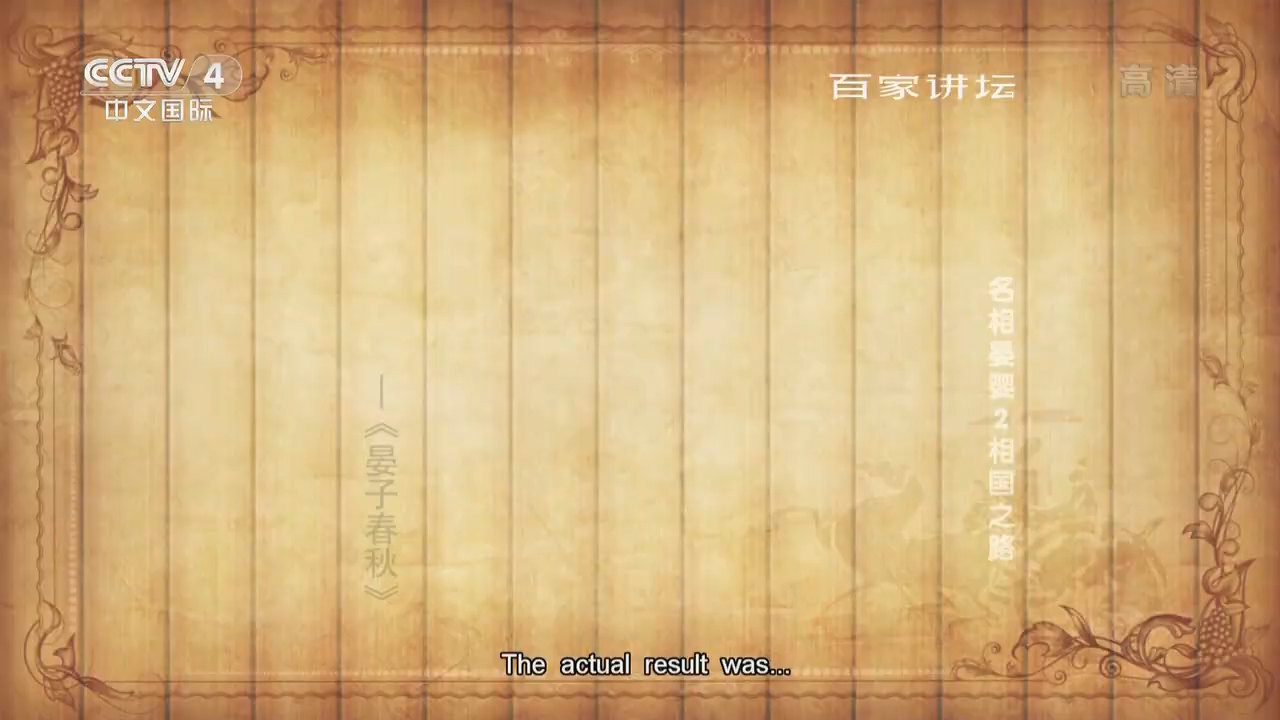 CCTV 4
中文国际
百家讲坛
高清
名相晏婴2相国之路
—《晏子春秋》
The actual result was...